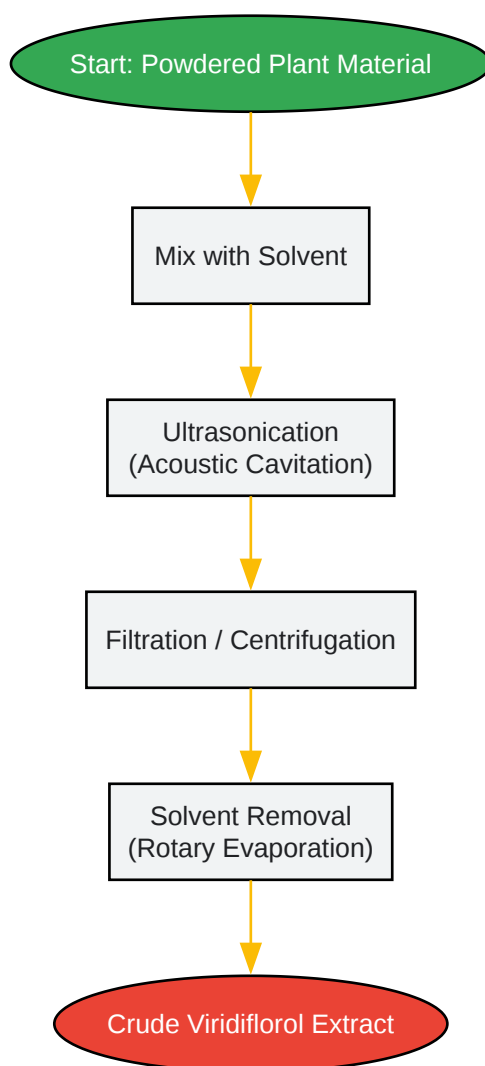 Start: Powdered Plant Material
Mix with Solvent
Ultrasonication
(Acoustic Cavitation)
Filtration / Centrifugation
Solvent Removal
(Rotary Evaporation)
Crude Viridiflorol Extract